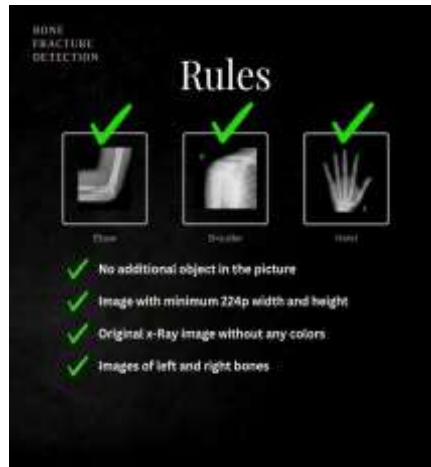 BONE
FRACTURE
DETECTION
Rules
Elbow
Shoulder
Hand
No additional object in the picture
Image with minimum 224p width and height
Original x-Ray image without any colors
Images of left and right bones